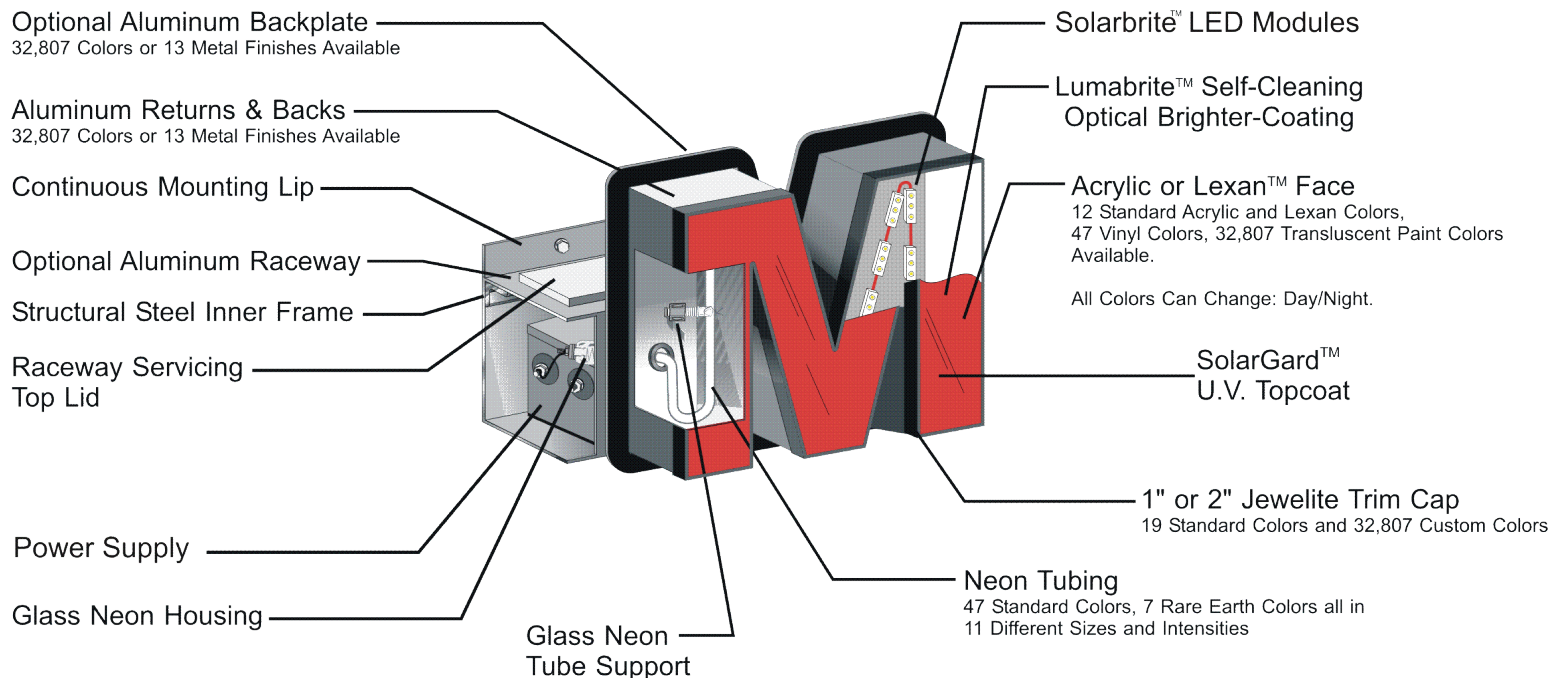 Optional Aluminum Backplate
32,807 Colors or 13 Metal Finishes Available
Aluminum Returns & Backs
32,807 Colors or 13 Metal Finishes Available
Continuous Mounting Lip
Optional Aluminum Raceway
Structural Steel Inner Frame
Raceway Servicing
Top Lid
Power Supply
Glass Neon Housing
Glass Neon
Tube Support
Solarbrite™ LED Modules
Lumabrite™ Self-Cleaning
Optical Brighter-Coating
Acrylic or Lexan™ Face
12 Standard Acrylic and Lexan Colors,
47 Vinyl Colors, 32,807 Transluscent Paint Colors
Available.
All Colors Can Change: Day/Night.
SolarGard™
U.V. Topcoat
1" or 2" Jewelite Trim Cap
19 Standard Colors and 32,807 Custom Colors
Neon Tubing
47 Standard Colors, 7 Rare Earth Colors all in
11 Different Sizes and Intensities
M